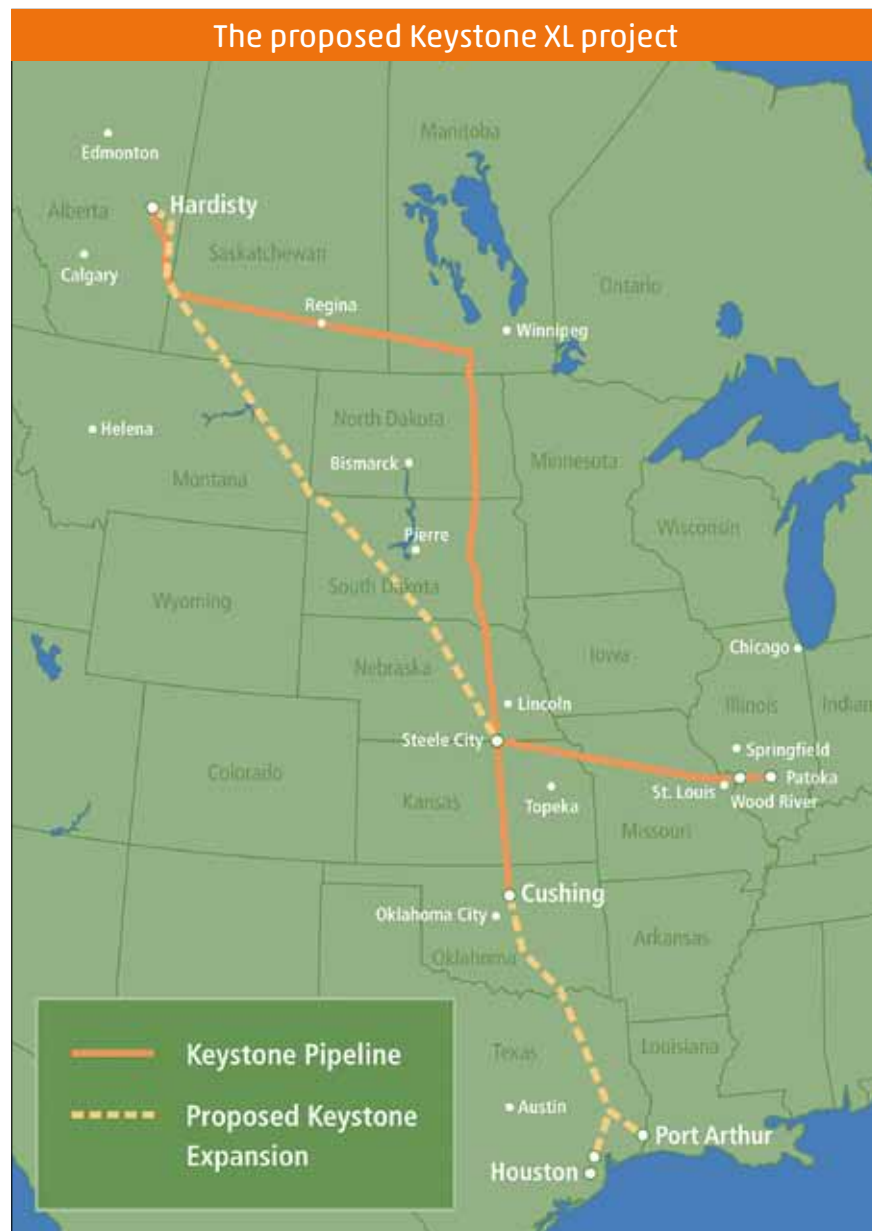 The proposed Keystone XL project
Edmonton
Manitoba
Hardisty
Alberta
Saskatchewan
Calgary
Ontario
Regina
Winnipeg
North Dakota
Helena
Minnesota
Bismarck
Montana
Wisconsin
Pierre
South Dakota
Wyoming
Chicago
Iowa
Nebraska
Lincoln
Illinois
Indian
Steele City
Springfield
Colorado
Patoka
St. Louis
Wood River
Kansas
Topeka
Missouri
Cushing
Oklahoma City
Arkansas
Oklahoma
Louisiana
Texas
Keystone Pipeline
Austin
Proposed Keystone
Expansion
Port Arthur
Houston